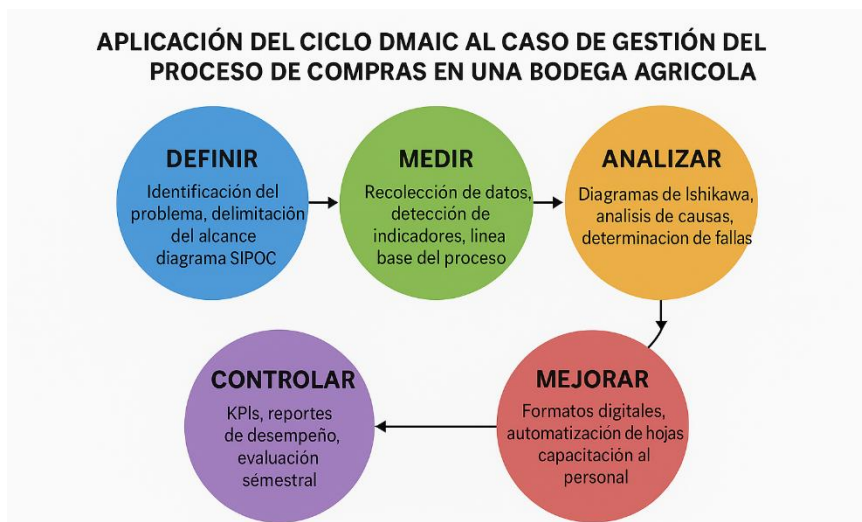 APLICACIÓN DEL CICLO DMAIC AL CASO DE GESTIÓN DEL
PROCESO DE COMPRAS EN UNA BODEGA AGRICOLA
DEFINIR
Identificación del
problema, delimitación
del alcance
diagrama SIPOC
MEDIR
Recolección de datos,
detección de
indicadores, linea
base del proceso
ANALIZAR
Diagramas de Ishikawa,
analisis de causas,
determinacion de fallas
CONTROLAR
KPIs, reportes
de desempeño,
evaluación
sémestral
MEJORAR
Formatos digitales,
automatización de hojas
capacitación al
personal